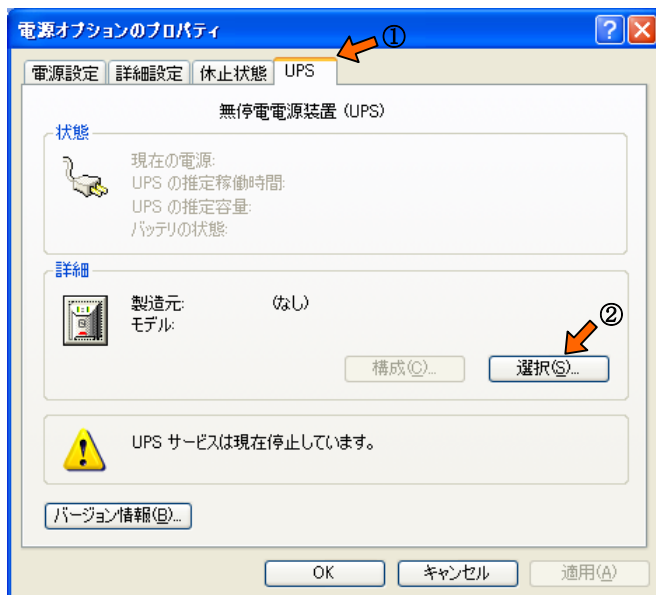 電源オプションのプロパティ
①
電源設定 詳細設定 休止状態 UPS
無停電電源装置 (UPS)
状態
現在の電源:
UPS の推定稼働時間:
UPS の推定容量:
バッテリの状態:
詳細
製造元: (なし)
モデル:
②
構成(C)... 選択(S)...
UPS サービスは現在停止しています。
バージョン情報(B)...
OK キャンセル 適用(A)